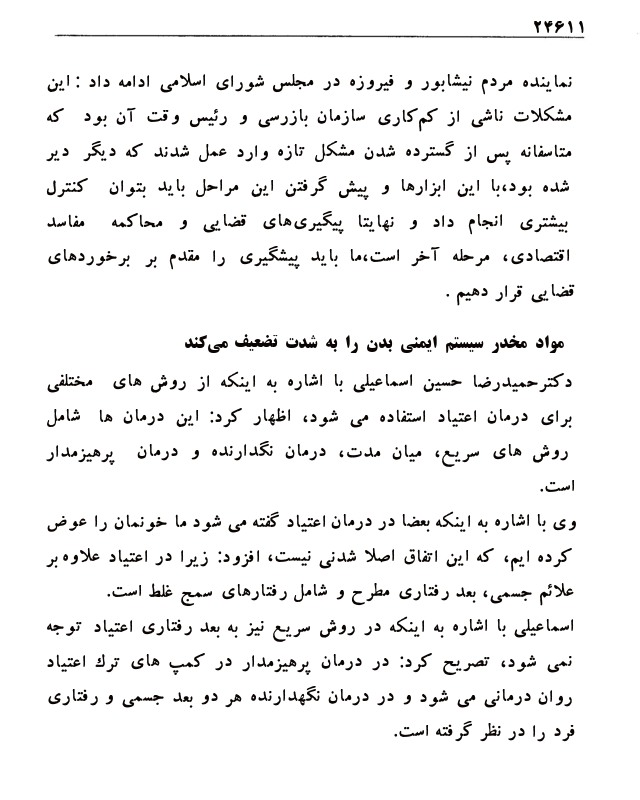 ۲۴۶۱۱
نماینده مردم نیشابور و فیروزه در مجلس شورای اسلامی ادامه داد : این
مشکلات ناشی از کم‌کاری سازمان بازرسی و رئیس وقت آن بود که
متاسفانه پس از گسترده شدن مشکل تازه وارد عمل شدند که دیگر دیر
شده بود،با این ابزارها و پیش گرفتن این مراحل باید بتوان کنترل
بیشتری انجام داد و نهایتا پیگیری‌های قضایی و محاکمه مفاسد
اقتصادی، مرحله آخر است،ما باید پیشگیری را مقدم بر برخوردهای
قضایی قرار دهیم .
مواد مخدر سیستم ایمنی بدن را به شدت تضعیف می‌کند
دکترحمیدرضا حسین اسماعیلی با اشاره به اینکه از روش های مختلفی
برای درمان اعتیاد استفاده می شود، اظهار کرد: این درمان ها شامل
روش های سریع، میان مدت، درمان نگدارنده و درمان پرهیزمدار
است.
وی با اشاره به اینکه بعضا در درمان اعتیاد گفته می شود ما خونمان را عوض
کرده ایم، که این اتفاق اصلا شدنی نیست، افزود: زیرا در اعتیاد علاوه بر
علائم جسمی، بعد رفتاری مطرح و شامل رفتارهای سمج غلط است.
اسماعیلی با اشاره به اینکه در روش سریع نیز به بعد رفتاری اعتیاد توجه
نمی شود، تصریح کرد: در درمان پرهیزمدار در کمپ های ترك اعتیاد
روان درمانی می شود و در درمان نگهدارنده هر دو بعد جسمی و رفتاری
فرد را در نظر گرفته است.